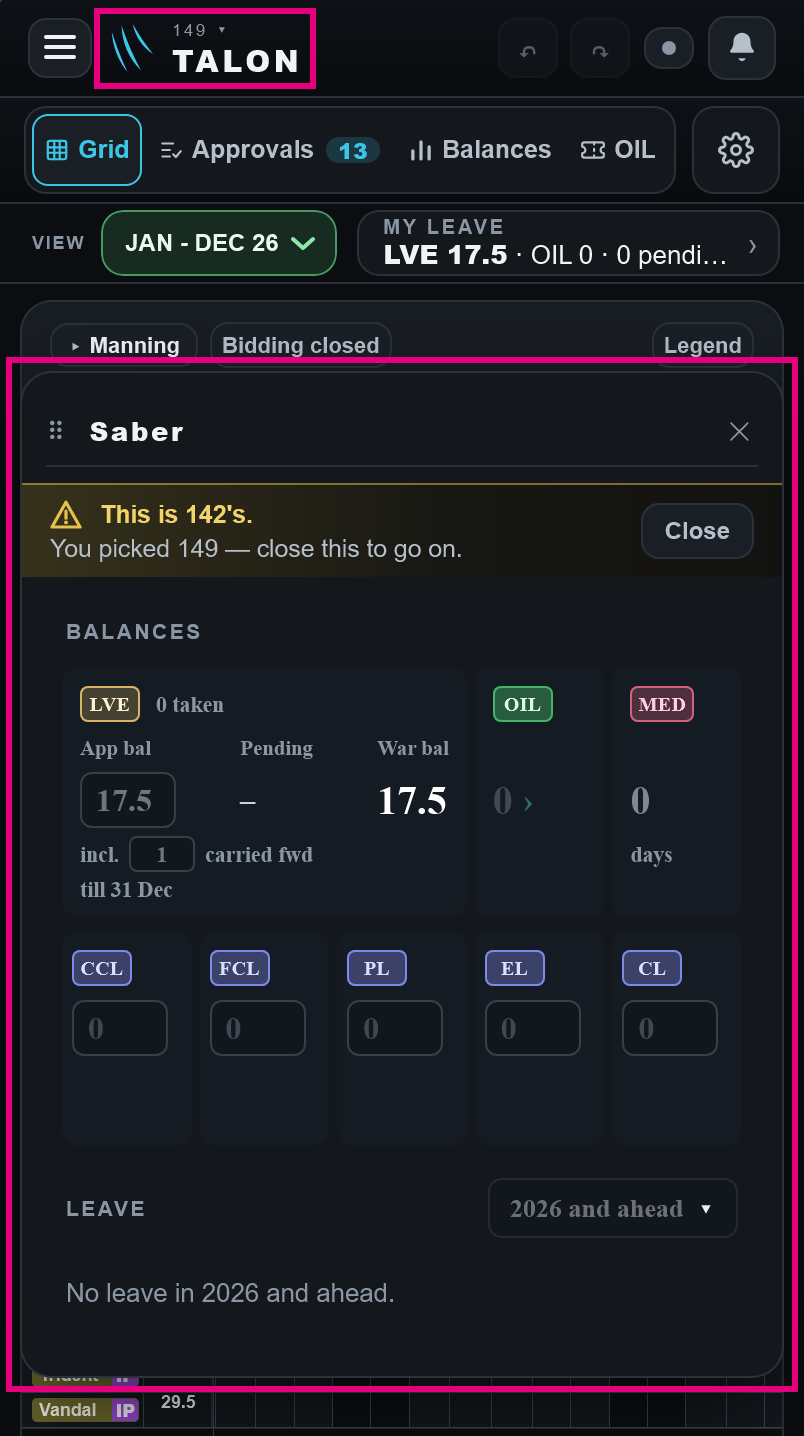 149 ▾
TALON
Grid
Approvals 13
Balances
OIL
VIEW
JAN - DEC 26
MY LEAVE
LVE 17.5 · OIL 0 · 0 pendi…
›
▸ Manning
Bidding closed
Legend
Saber
This is 142's.
You picked 149 — close this to go on.
Close
BALANCES
LVE 0 taken
App bal Pending War bal
17.5 – 17.5
incl. 1 carried fwd
till 31 Dec
OIL
0 ›
MED
0
days
CCL FCL PL EL CL
0 0 0 0 0
LEAVE
2026 and ahead ▾
No leave in 2026 and ahead.
Vandal IP 29.5